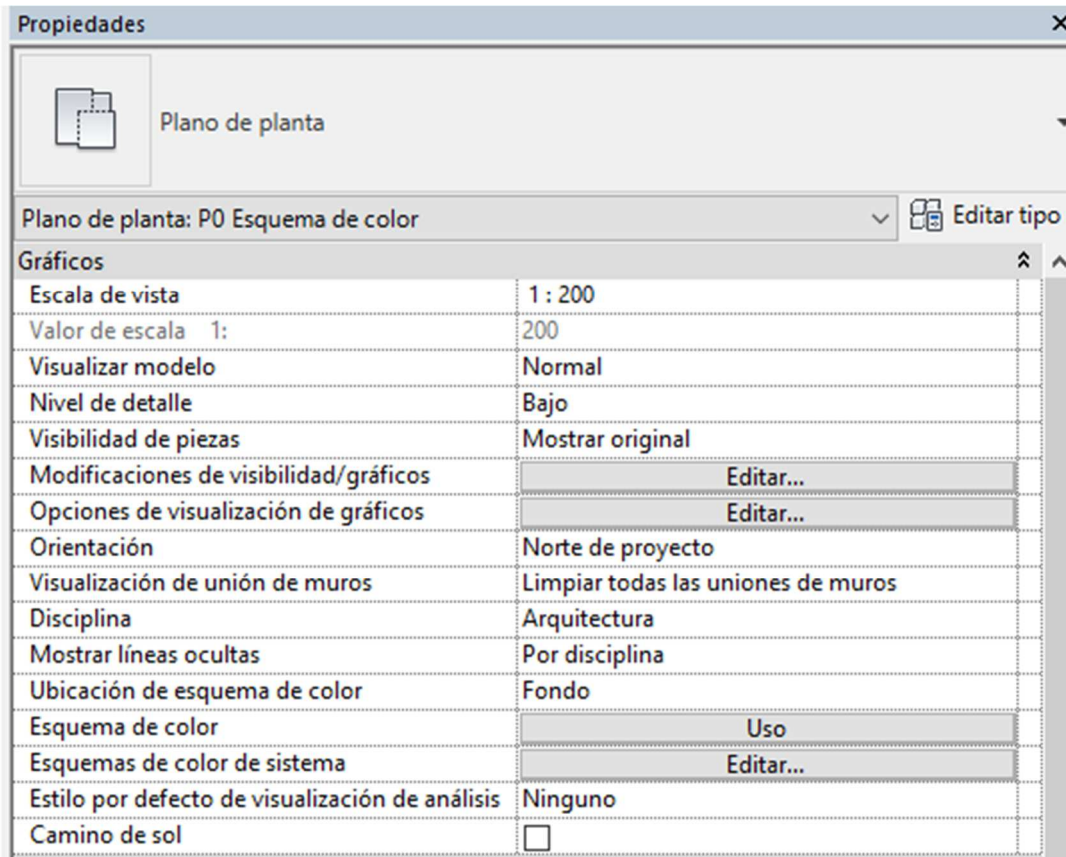 Propiedades
Plano de planta
Plano de planta: P0 Esquema de color Editar tipo
Gráficos
Escala de vista 1 : 200
Valor de escala 1: 200
Visualizar modelo Normal
Nivel de detalle Bajo
Visibilidad de piezas Mostrar original
Modificaciones de visibilidad/gráficos Editar...
Opciones de visualización de gráficos Editar...
Orientación Norte de proyecto
Visualización de unión de muros Limpiar todas las uniones de muros
Disciplina Arquitectura
Mostrar líneas ocultas Por disciplina
Ubicación de esquema de color Fondo
Esquema de color Uso
Esquemas de color de sistema Editar...
Estilo por defecto de visualización de análisis Ninguno
Camino de sol